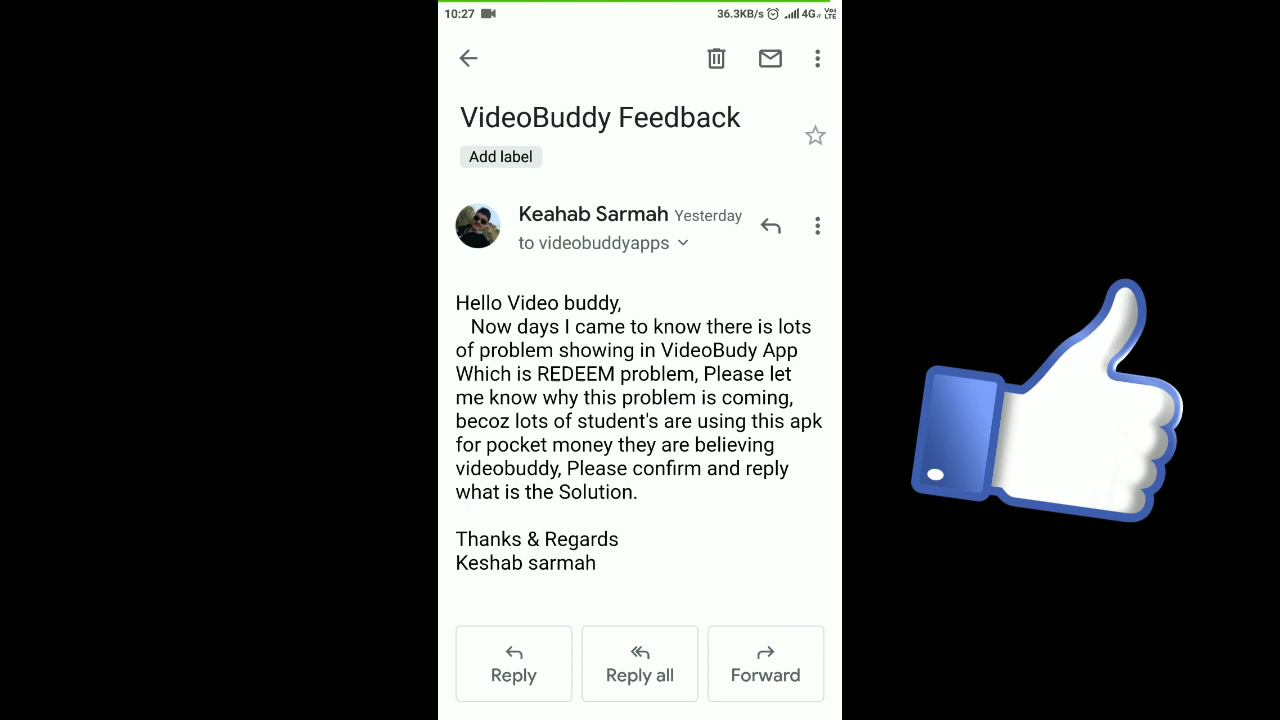 10:27 36.3KB/s 4G Vo LTE
VideoBuddy Feedback
Add label
Keahab Sarmah Yesterday
to videobuddyapps
Hello Video buddy,
Now days I came to know there is lots
of problem showing in VideoBudy App
Which is REDEEM problem, Please let
me know why this problem is coming,
becoz lots of student's are using this apk
for pocket money they are believing
videobuddy, Please confirm and reply
what is the Solution.
Thanks & Regards
Keshab sarmah
Reply Reply all Forward